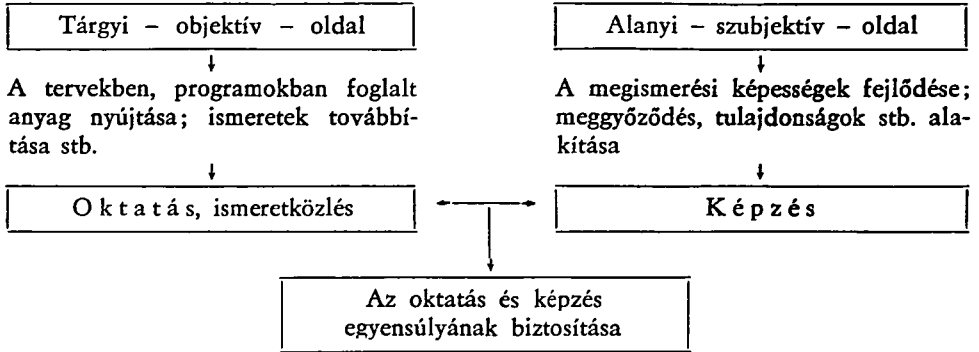 Tárgyi – objektív – oldal
A tervekben, programokban foglalt
anyag nyújtása; ismeretek továbbí-
tása stb.
Oktatás, ismeretközlés
Alanyi – szubjektív – oldal
A megismerési képességek fejlődése;
meggyőződés, tulajdonságok stb. ala-
kítása
Képzés
Az oktatás és képzés
egyensúlyának biztosítása